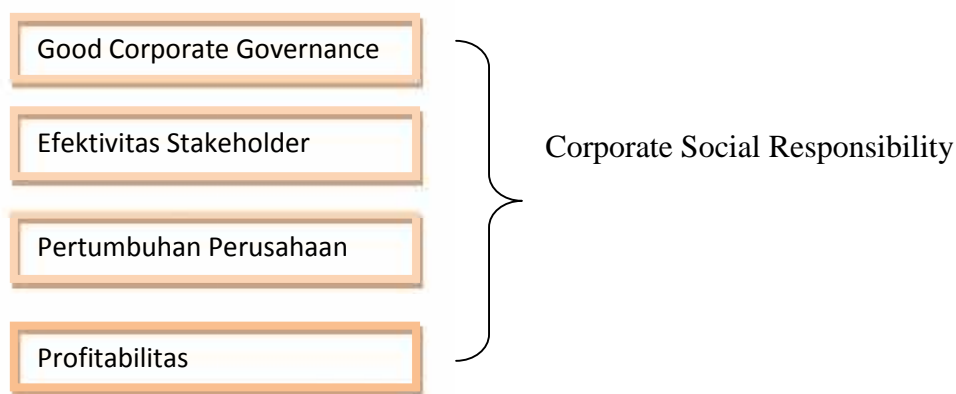 Good Corporate Governance
Efektivitas Stakeholder
Corporate Social Responsibility
Pertumbuhan Perusahaan
Profitabilitas